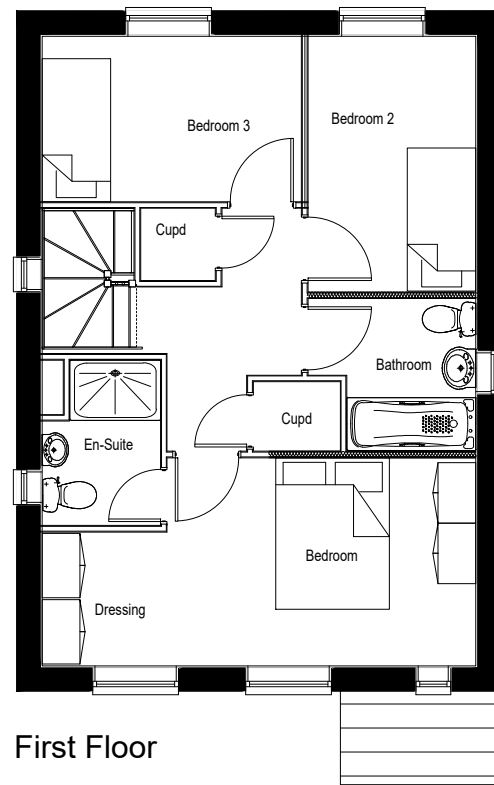 Bedroom 3
Bedroom 2
Cupd
Bathroom
Cupd
En-Suite
Bedroom
Dressing
First Floor